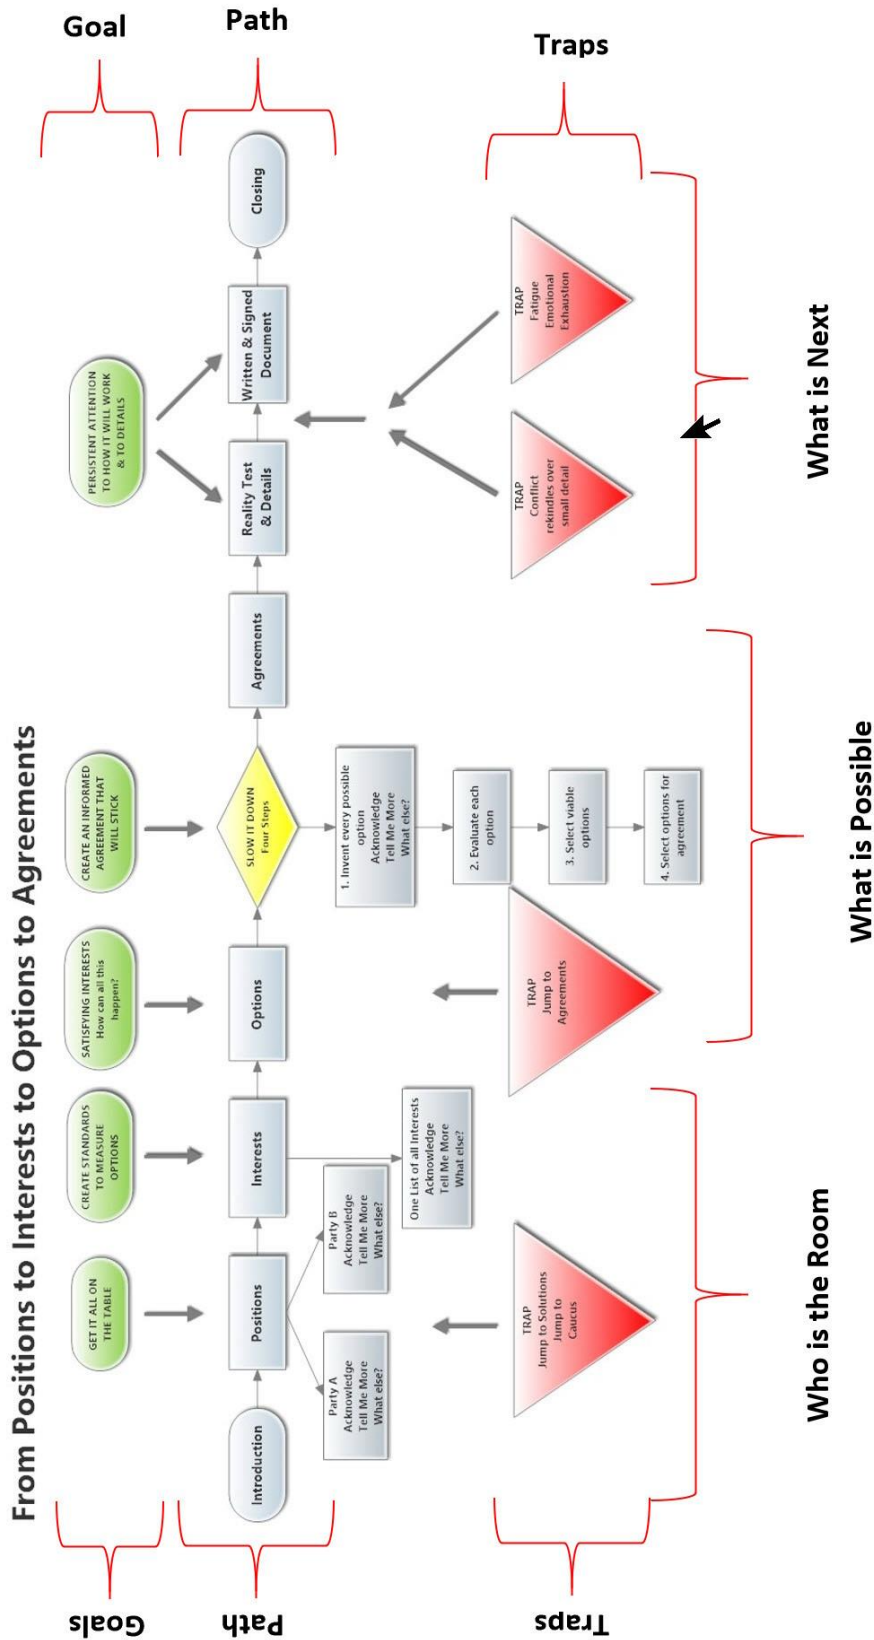 From Positions to Interests to Options to Agreements
Goal
Path
Traps
Goals
Path
Traps
GET IT ALL ON
THE TABLE
CREATE STANDARDS
TO MEASURE
OPTIONS
SATISFYING INTERESTS
How can all this
happen?
CREATE AN INFORMED
AGREEMENT THAT
WILL STICK
PERSISTENT ATTENTION
TO HOW IT WILL WORK
& TO DETAILS
Introduction
Positions
Interests
Options
SLOW IT DOWN
Four Steps
Agreements
Reality Test
& Details
Written & Signed
Document
Closing
Party A
Acknowledge
Tell Me More
What else?
Party B
Acknowledge
Tell Me More
What else?
One List of all Interests
Acknowledge
Tell Me More
What else?
1. Invent every possible
option
Acknowledge
Tell Me More
What else?
2. Evaluate each
option
3. Select viable
options
4. Select options for
agreement
TRAP
Jump to Solutions
Jump to
Caucus
TRAP
Jump to
Agreements
TRAP
Conflict
rekindles over
small detail
TRAP
Fatigue
Emotional
Exhaustion
Who is the Room
What is Possible
What is Next